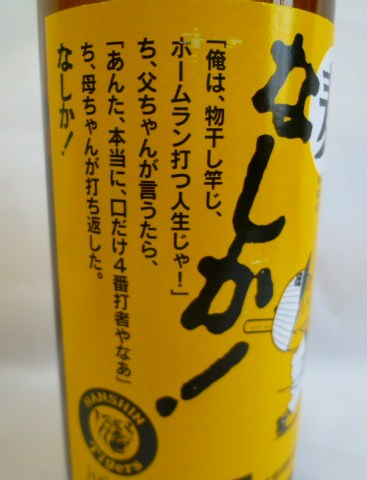 なしか!
「俺は、物干し竿じ、
ホームラン打つ人生じゃ!」
ち、父ちゃんが言うたら、
「あんた、本当に、口だけ4番打者やなあ」
ち、母ちゃんが打ち返した。
なしか!
HANSHIN
Tigers